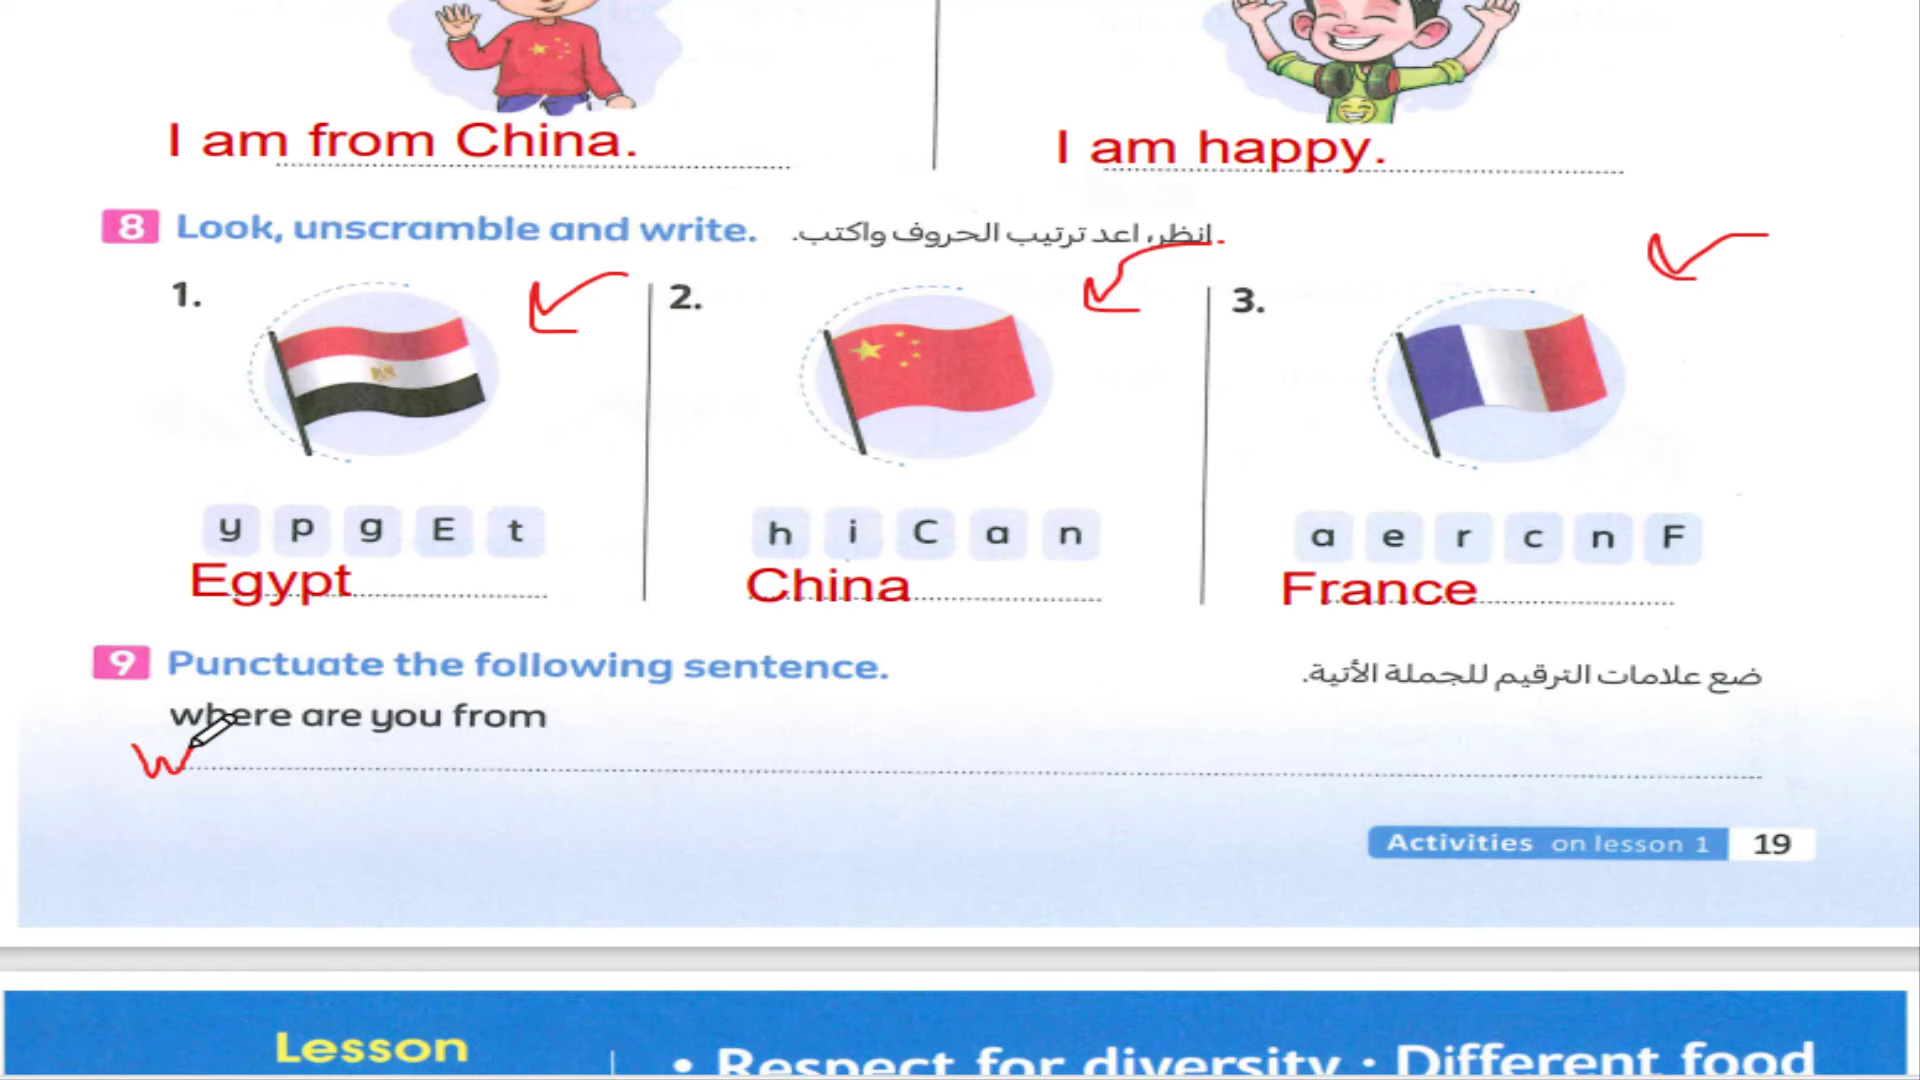 I am from China.
I am happy.
8 Look, unscramble and write. انظر، اعد ترتيب الحروف واكتب.
1.
2.
3.
y p g E t
h i C a n
a e r c n F
Egypt
China
France
9 Punctuate the following sentence. ضع علامات الترقيم للجملة الأتية.
where are you from
W
Activities on lesson 1 19
Lesson
• Respect for diversity • Different food